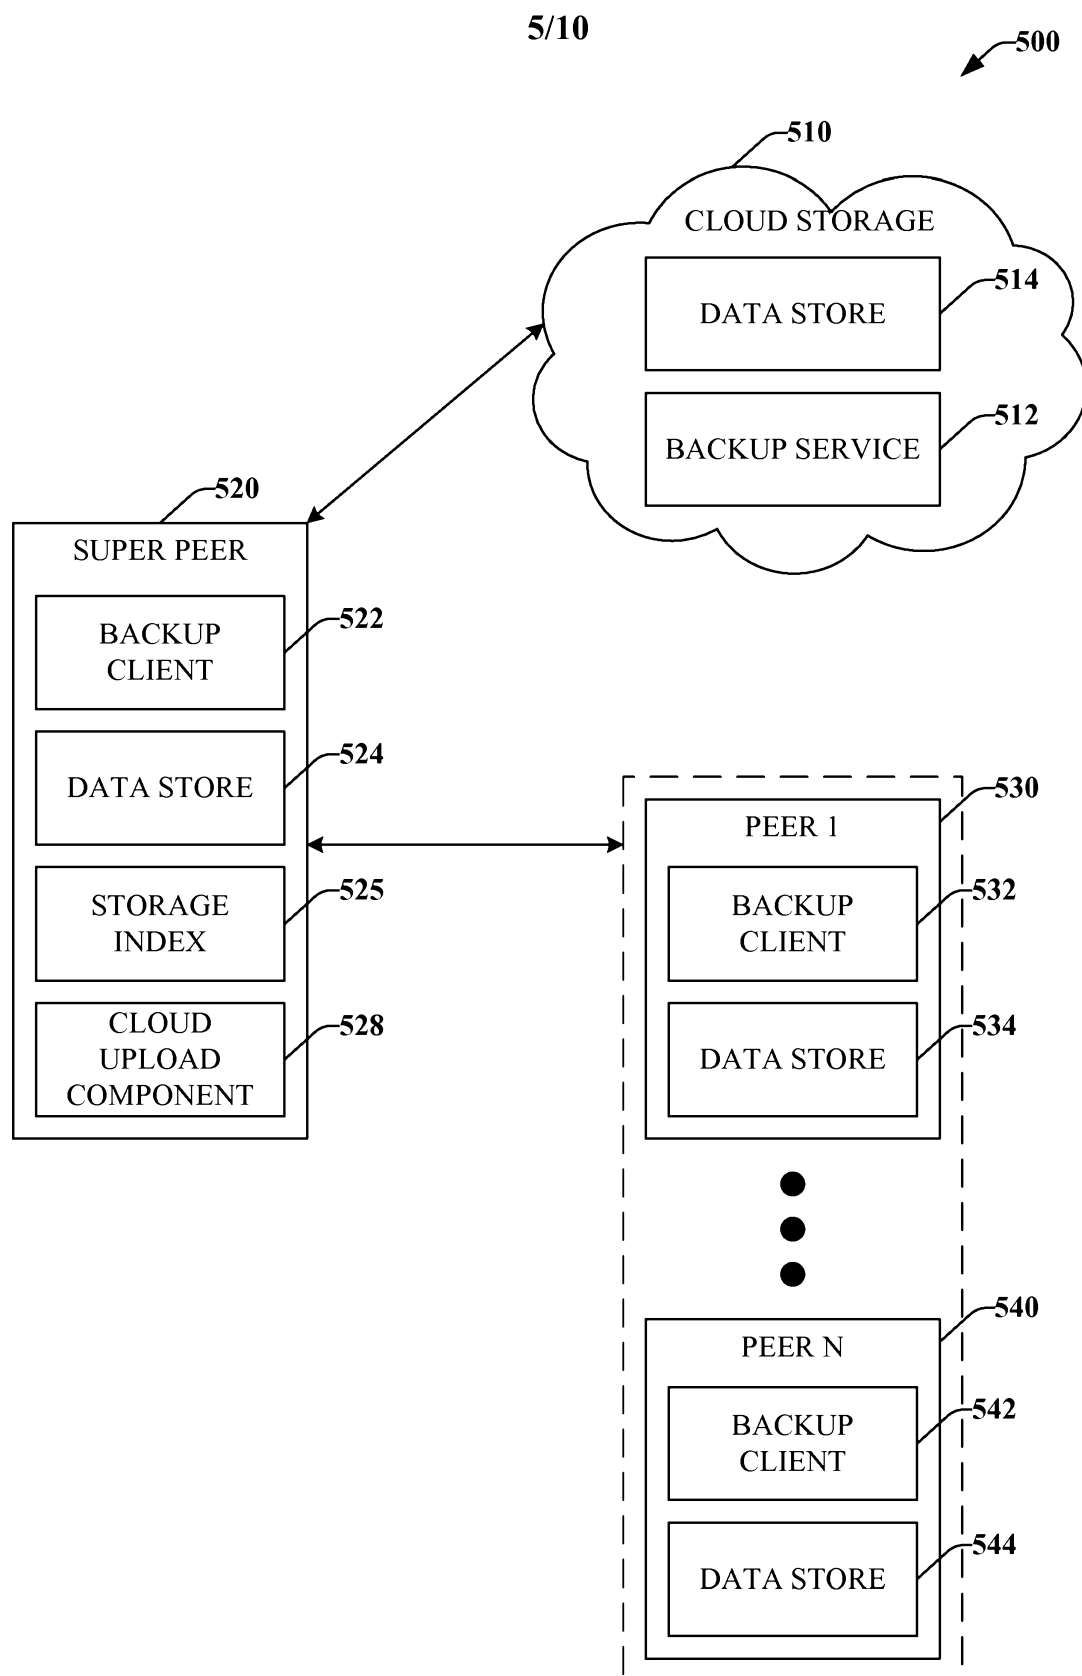 5/10
500
510
CLOUD STORAGE
DATA STORE
514
BACKUP SERVICE
512
520
SUPER PEER
BACKUP
CLIENT
522
DATA STORE
524
STORAGE
INDEX
525
CLOUD
UPLOAD
COMPONENT
528
530
PEER 1
BACKUP
CLIENT
532
DATA STORE
534
540
PEER N
BACKUP
CLIENT
542
DATA STORE
544